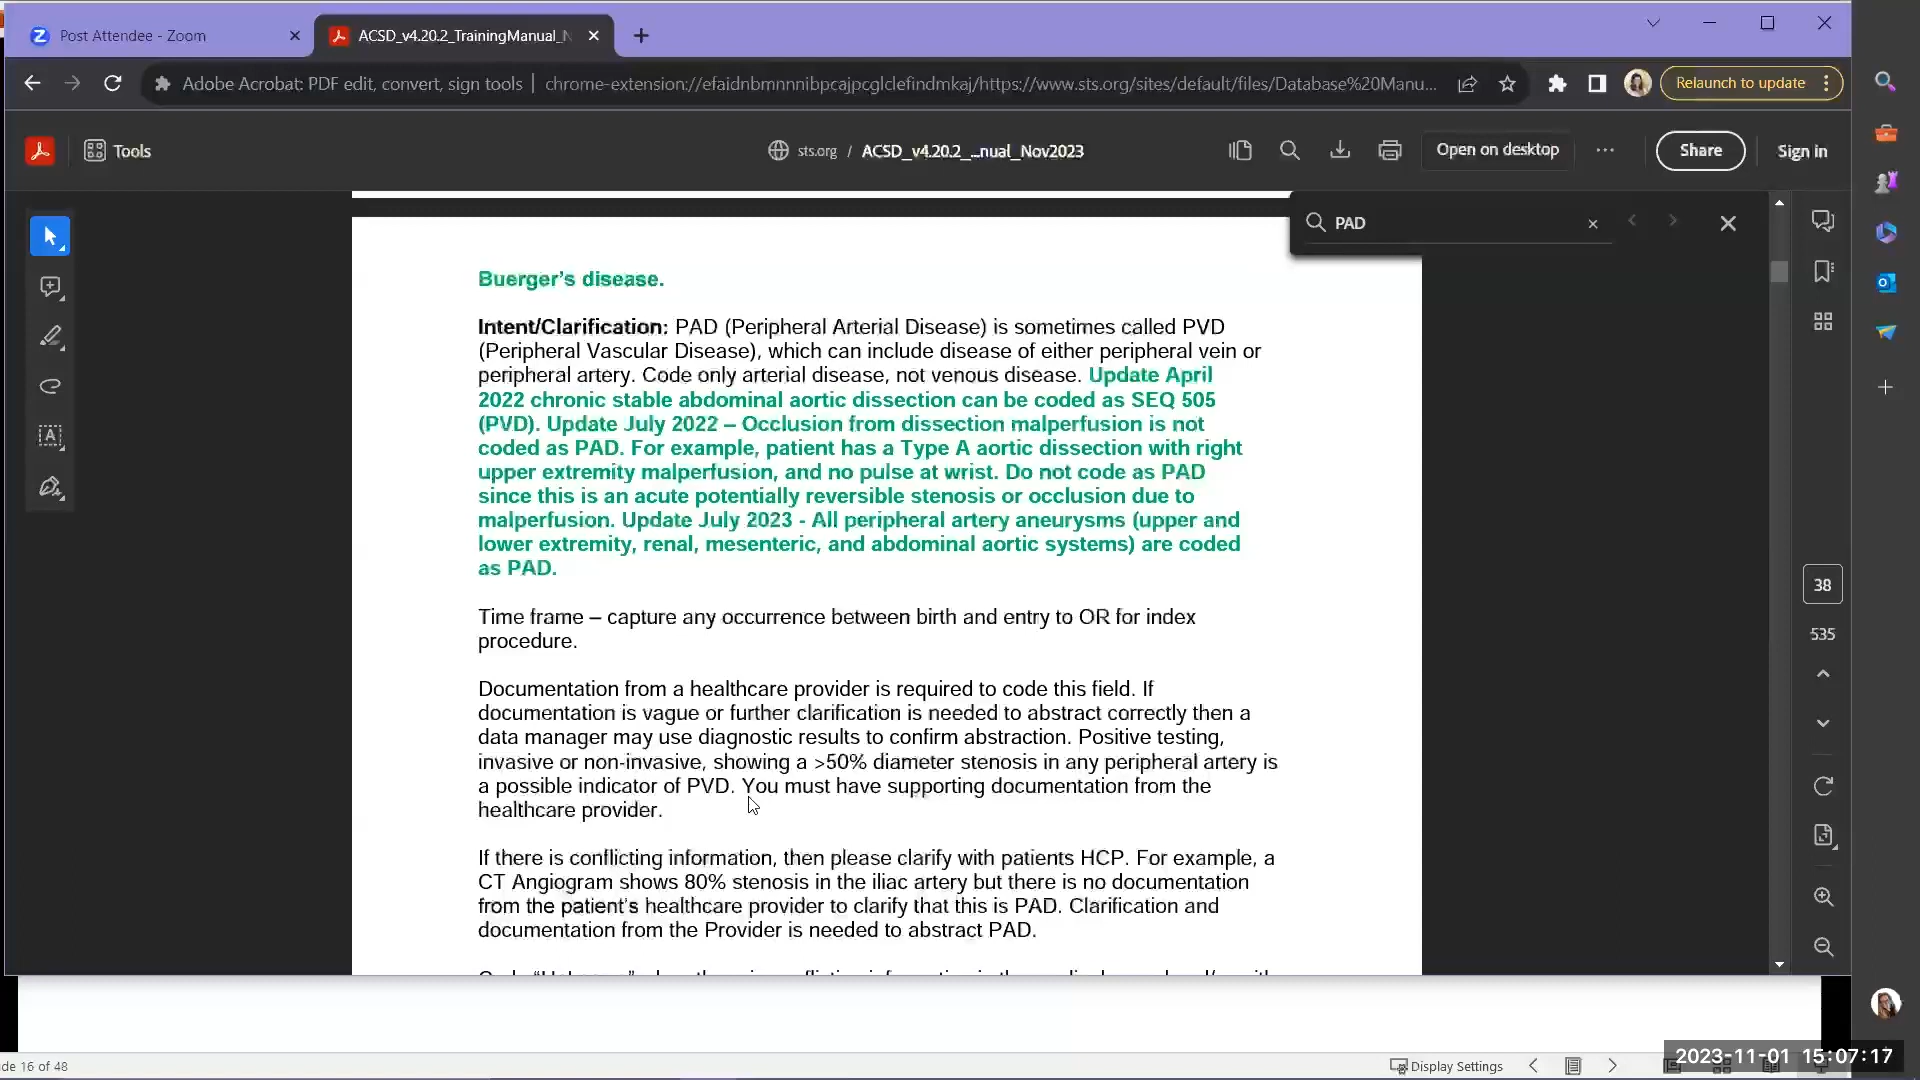 Post Attendee - Zoom
ACSD_v4.20.2_TrainingManual_N
Adobe Acrobat: PDF edit, convert, sign tools
chrome-extension://efaidnbmnnnibpcajpcglclefindmkaj/https://www.sts.org/sites/default/files/Database%20Manu...
Relaunch to update
Tools
sts.org / ACSD_v4.20.2_...nual_Nov2023
Open on desktop
Share
Sign in
PAD
Buerger's disease.
Intent/Clarification: PAD (Peripheral Arterial Disease) is sometimes called PVD
(Peripheral Vascular Disease), which can include disease of either peripheral vein or
peripheral artery. Code only arterial disease, not venous disease. Update April
2022 chronic stable abdominal aortic dissection can be coded as SEQ 505
(PVD). Update July 2022 – Occlusion from dissection malperfusion is not
coded as PAD. For example, patient has a Type A aortic dissection with right
upper extremity malperfusion, and no pulse at wrist. Do not code as PAD
since this is an acute potentially reversible stenosis or occlusion due to
malperfusion. Update July 2023 - All peripheral artery aneurysms (upper and
lower extremity, renal, mesenteric, and abdominal aortic systems) are coded
as PAD.
Time frame – capture any occurrence between birth and entry to OR for index
procedure.
Documentation from a healthcare provider is required to code this field. If
documentation is vague or further clarification is needed to abstract correctly then a
data manager may use diagnostic results to confirm abstraction. Positive testing,
invasive or non-invasive, showing a >50% diameter stenosis in any peripheral artery is
a possible indicator of PVD. You must have supporting documentation from the
healthcare provider.
If there is conflicting information, then please clarify with patients HCP. For example, a
CT Angiogram shows 80% stenosis in the iliac artery but there is no documentation
from the patient's healthcare provider to clarify that this is PAD. Clarification and
documentation from the Provider is needed to abstract PAD.
38
535
de 16 of 48
Display Settings
2023-11-01 15:07:17